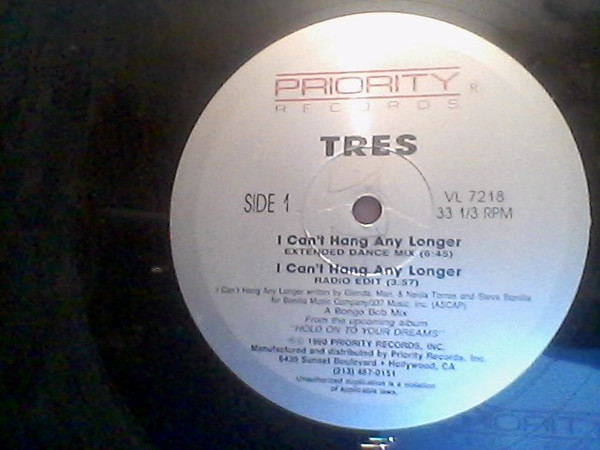 PRIORITY ®
RECORDS
TRES
SIDE 1
VL 7218
33 1/3 RPM
I Can't Hang Any Longer
EXTENDED DANCE MIX (6:45)
I Can't Hang Any Longer
RADIO EDIT (3:57)
I Can't Hang Any Longer written by Glenda, Mari, & Nerija Torres and Steve Bonilla
for Bonilla Music Company/337 Music, Inc. (ASCAP)
A Bongo Bob Mix
From the upcoming album
"HOLD ON TO YOUR DREAMS"
℗ © 1990 PRIORITY RECORDS, INC.
Manufactured and distributed by Priority Records, Inc.
6430 Sunset Boulevard • Hollywood, CA
(213) 467-0151
Unauthorized duplication is a violation
of applicable laws.
PRIORITY